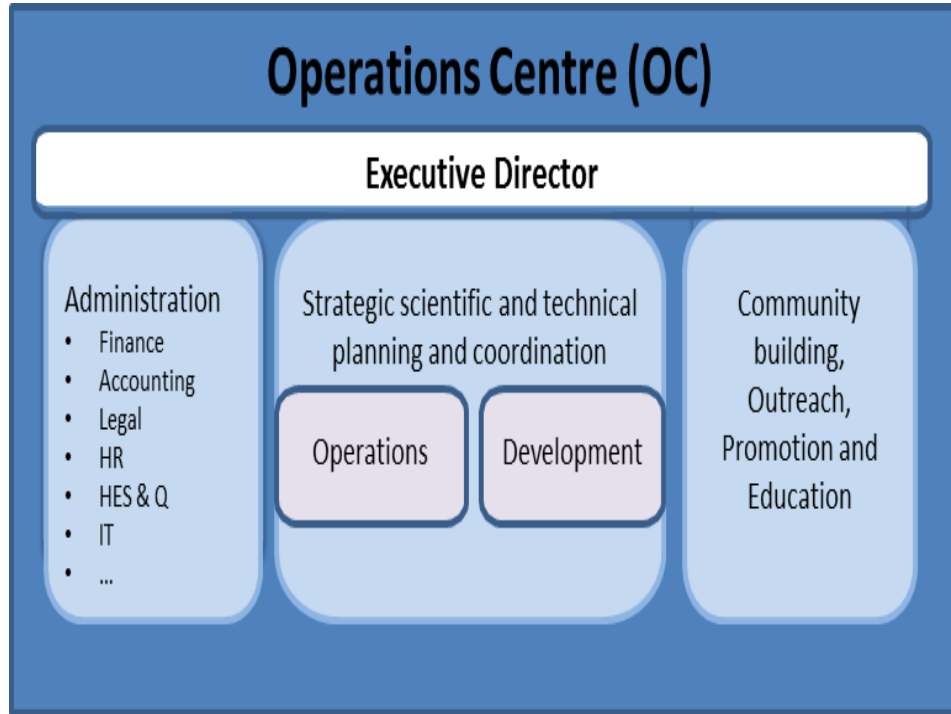 Operations Centre (OC)
Executive Director
Administration
• Finance
• Accounting
• Legal
• HR
• HES & Q
• IT
• ...
Strategic scientific and technical
planning and coordination
Operations
Development
Community
building,
Outreach,
Promotion and
Education